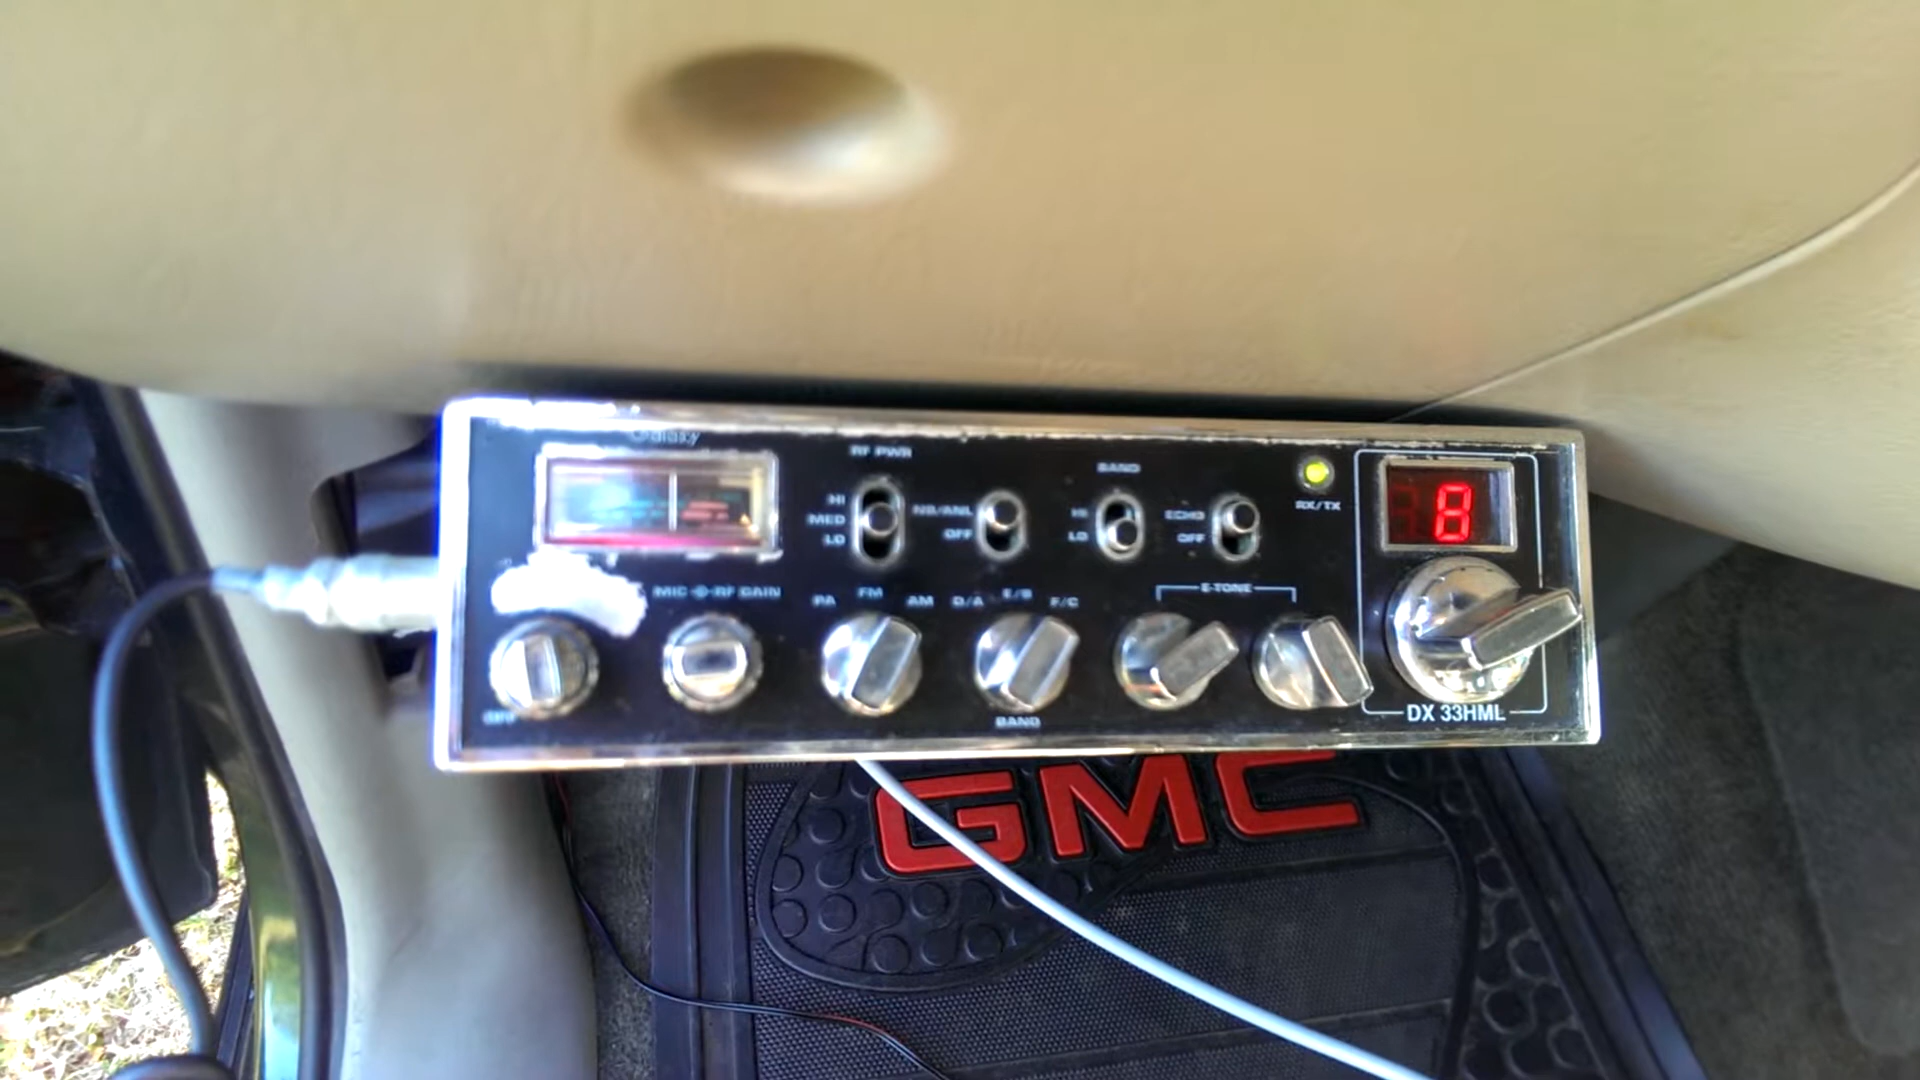 Galaxy
RF PWR
HI
MED
LO
NB/ANL
OFF
BAND
HI
LO
ECHO
OFF
RX/TX
8
MIC RF GAIN
PA FM AM
D/A E/B F/C
E-TONE
OFF
BAND
DX 33HML
GMC